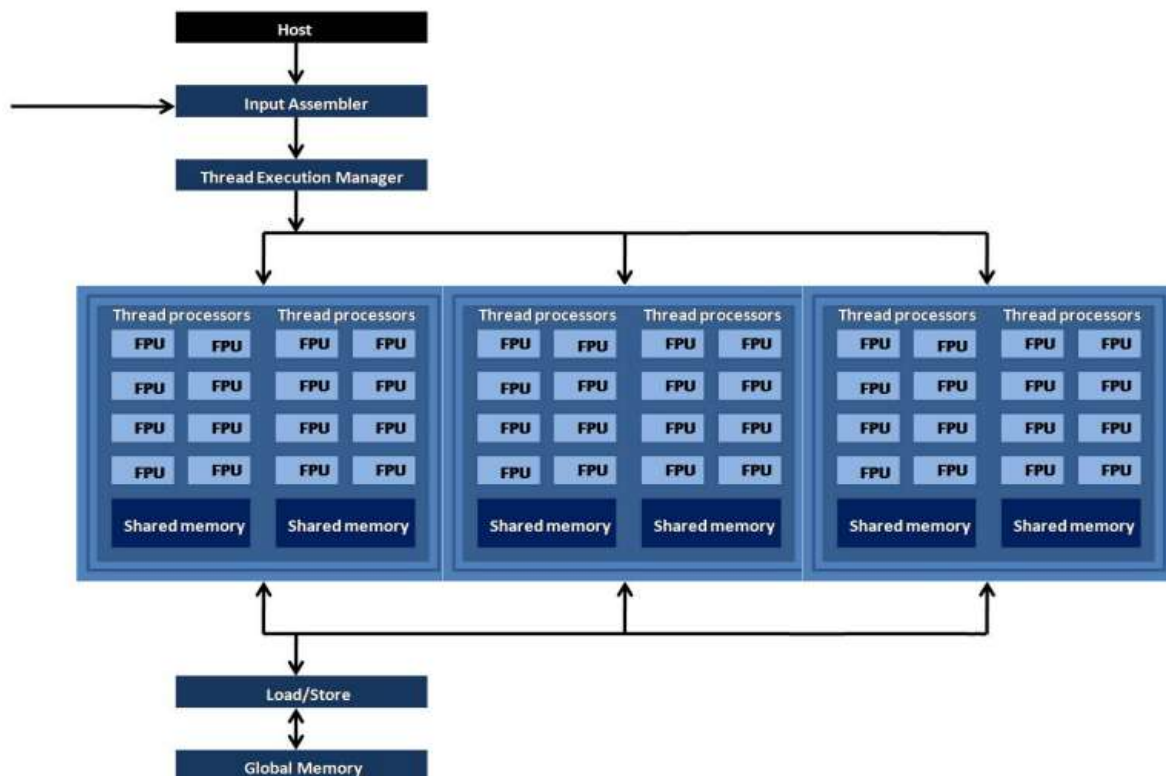 Host
Input Assembler
Thread Execution Manager
Thread processors Thread processors Thread processors Thread processors Thread processors Thread processors
FPU FPU FPU FPU FPU FPU FPU FPU FPU FPU FPU FPU
FPU FPU FPU FPU FPU FPU FPU FPU FPU FPU FPU FPU
FPU FPU FPU FPU FPU FPU FPU FPU FPU FPU FPU FPU
FPU FPU FPU FPU FPU FPU FPU FPU FPU FPU FPU FPU
Shared memory Shared memory Shared memory Shared memory Shared memory Shared memory
Load/Store
Global Memory